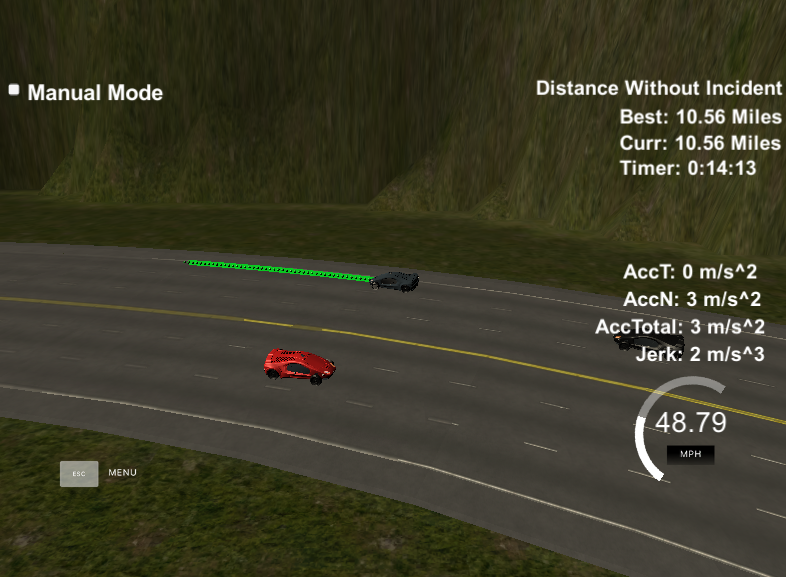 Manual Mode
Distance Without Incident
Best: 10.56 Miles
Curr: 10.56 Miles
Timer: 0:14:13
AccT: 0 m/s^2
AccN: 3 m/s^2
AccTotal: 3 m/s^2
Jerk: 2 m/s^3
48.79
MPH
ESC
MENU